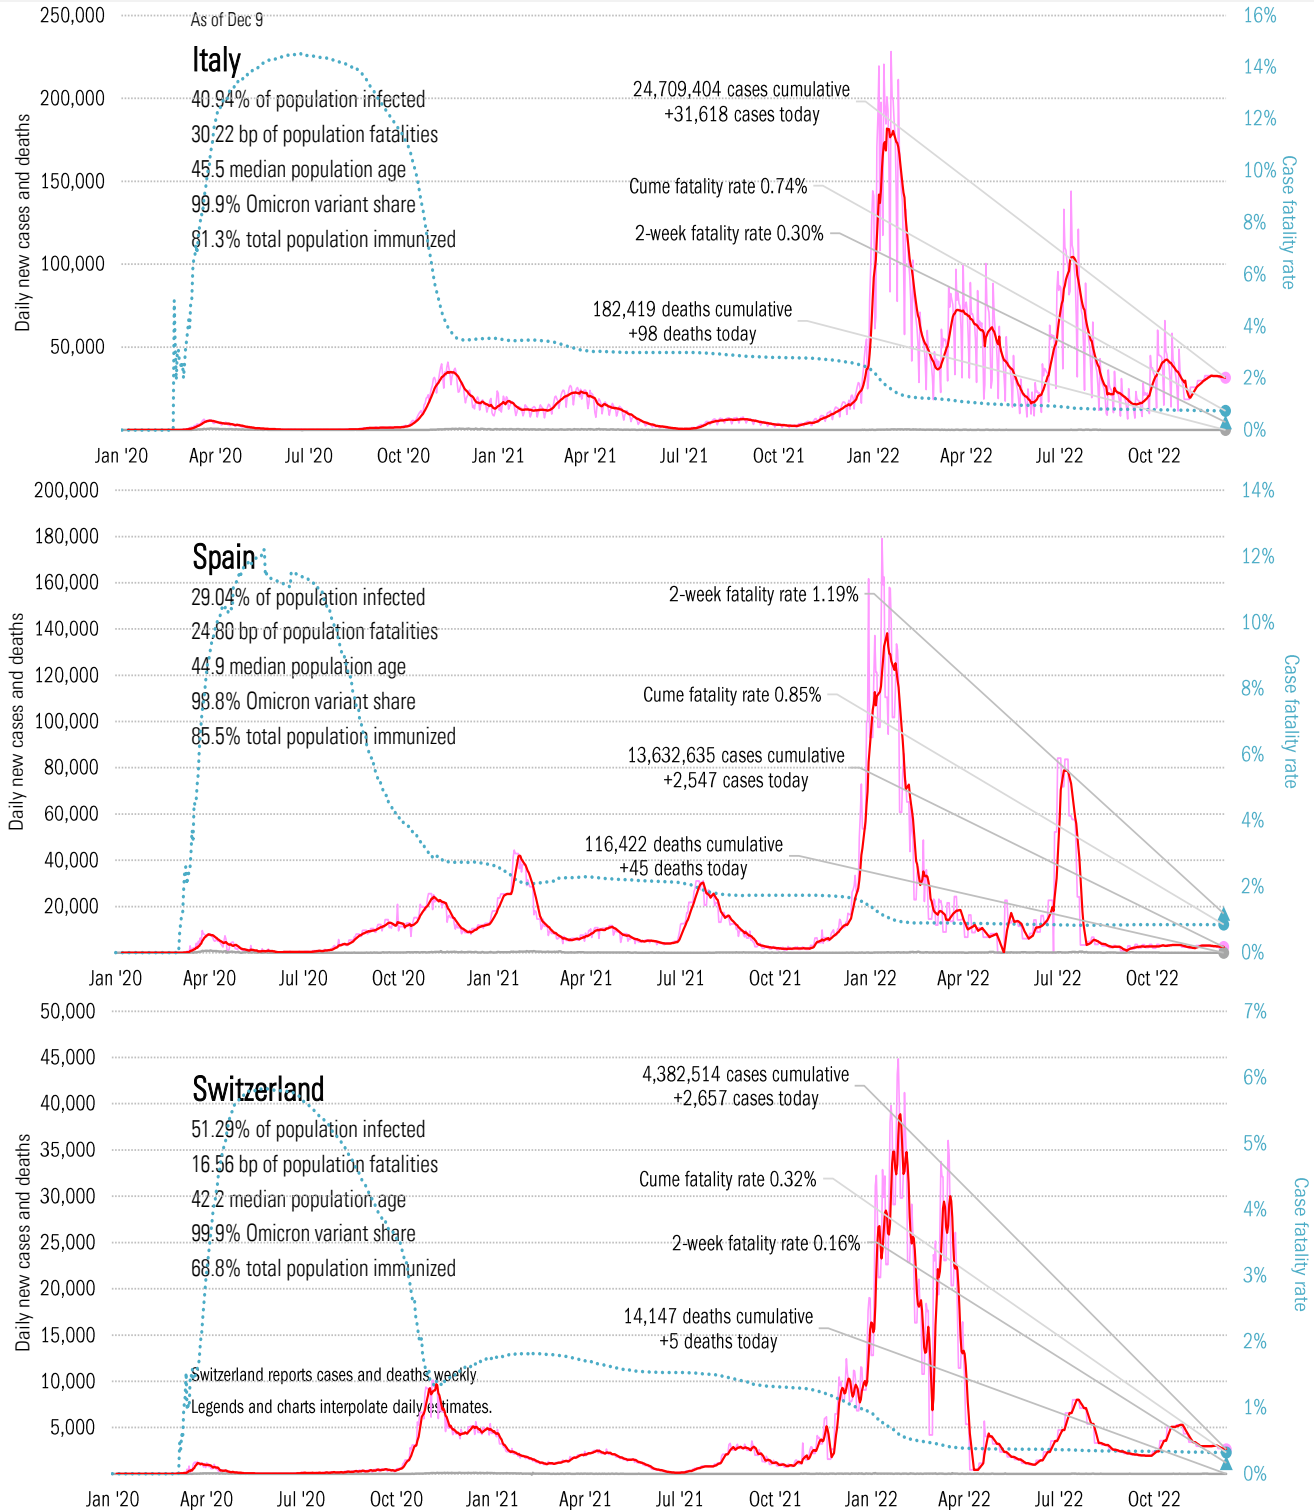 250,000
As of Dec 9
16%
Italy
14%
40.94% of population infected
24,709,404 cases cumulative
200,000
+31,618 cases today
12%
30.22 bp of population fatalities
45.5 median population age
10%
150,000
Cume fatality rate 0.74%
99.9% Omicron variant share
8%
2-week fatality rate 0.30%
81.3% total population immunized
100,000
6%
182,419 deaths cumulative
+98 deaths today
4%
50,000
2%
0%
Daily new cases and deaths
Case fatality rate
Jan '20 Apr '20 Jul '20 Oct '20 Jan '21 Apr '21 Jul '21 Oct '21 Jan '22 Apr '22 Jul '22 Oct '22
200,000
14%
180,000
Spain
12%
160,000
29.04% of population infected
2-week fatality rate 1.19%
140,000
24.80 bp of population fatalities
10%
44.9 median population age
120,000
8%
Cume fatality rate 0.85%
98.8% Omicron variant share
100,000
85.5% total population immunized
13,632,635 cases cumulative
+2,547 cases today
80,000
6%
60,000
4%
116,422 deaths cumulative
+45 deaths today
40,000
2%
20,000
0%
Daily new cases and deaths
Case fatality rate
Jan '20 Apr '20 Jul '20 Oct '20 Jan '21 Apr '21 Jul '21 Oct '21 Jan '22 Apr '22 Jul '22 Oct '22
50,000
7%
45,000
4,382,514 cases cumulative
+2,657 cases today
6%
Switzerland
40,000
51.29% of population infected
35,000
5%
16.56 bp of population fatalities
Cume fatality rate 0.32%
42.2 median population age
30,000
4%
99.9% Omicron variant share
2-week fatality rate 0.16%
25,000
68.8% total population immunized
3%
20,000
14,147 deaths cumulative
+5 deaths today
15,000
2%
Switzerland reports cases and deaths weekly
10,000
Legends and charts interpolate daily estimates.
1%
5,000
0%
Daily new cases and deaths
Case fatality rate
Jan '20 Apr '20 Jul '20 Oct '20 Jan '21 Apr '21 Jul '21 Oct '21 Jan '22 Apr '22 Jul '22 Oct '22